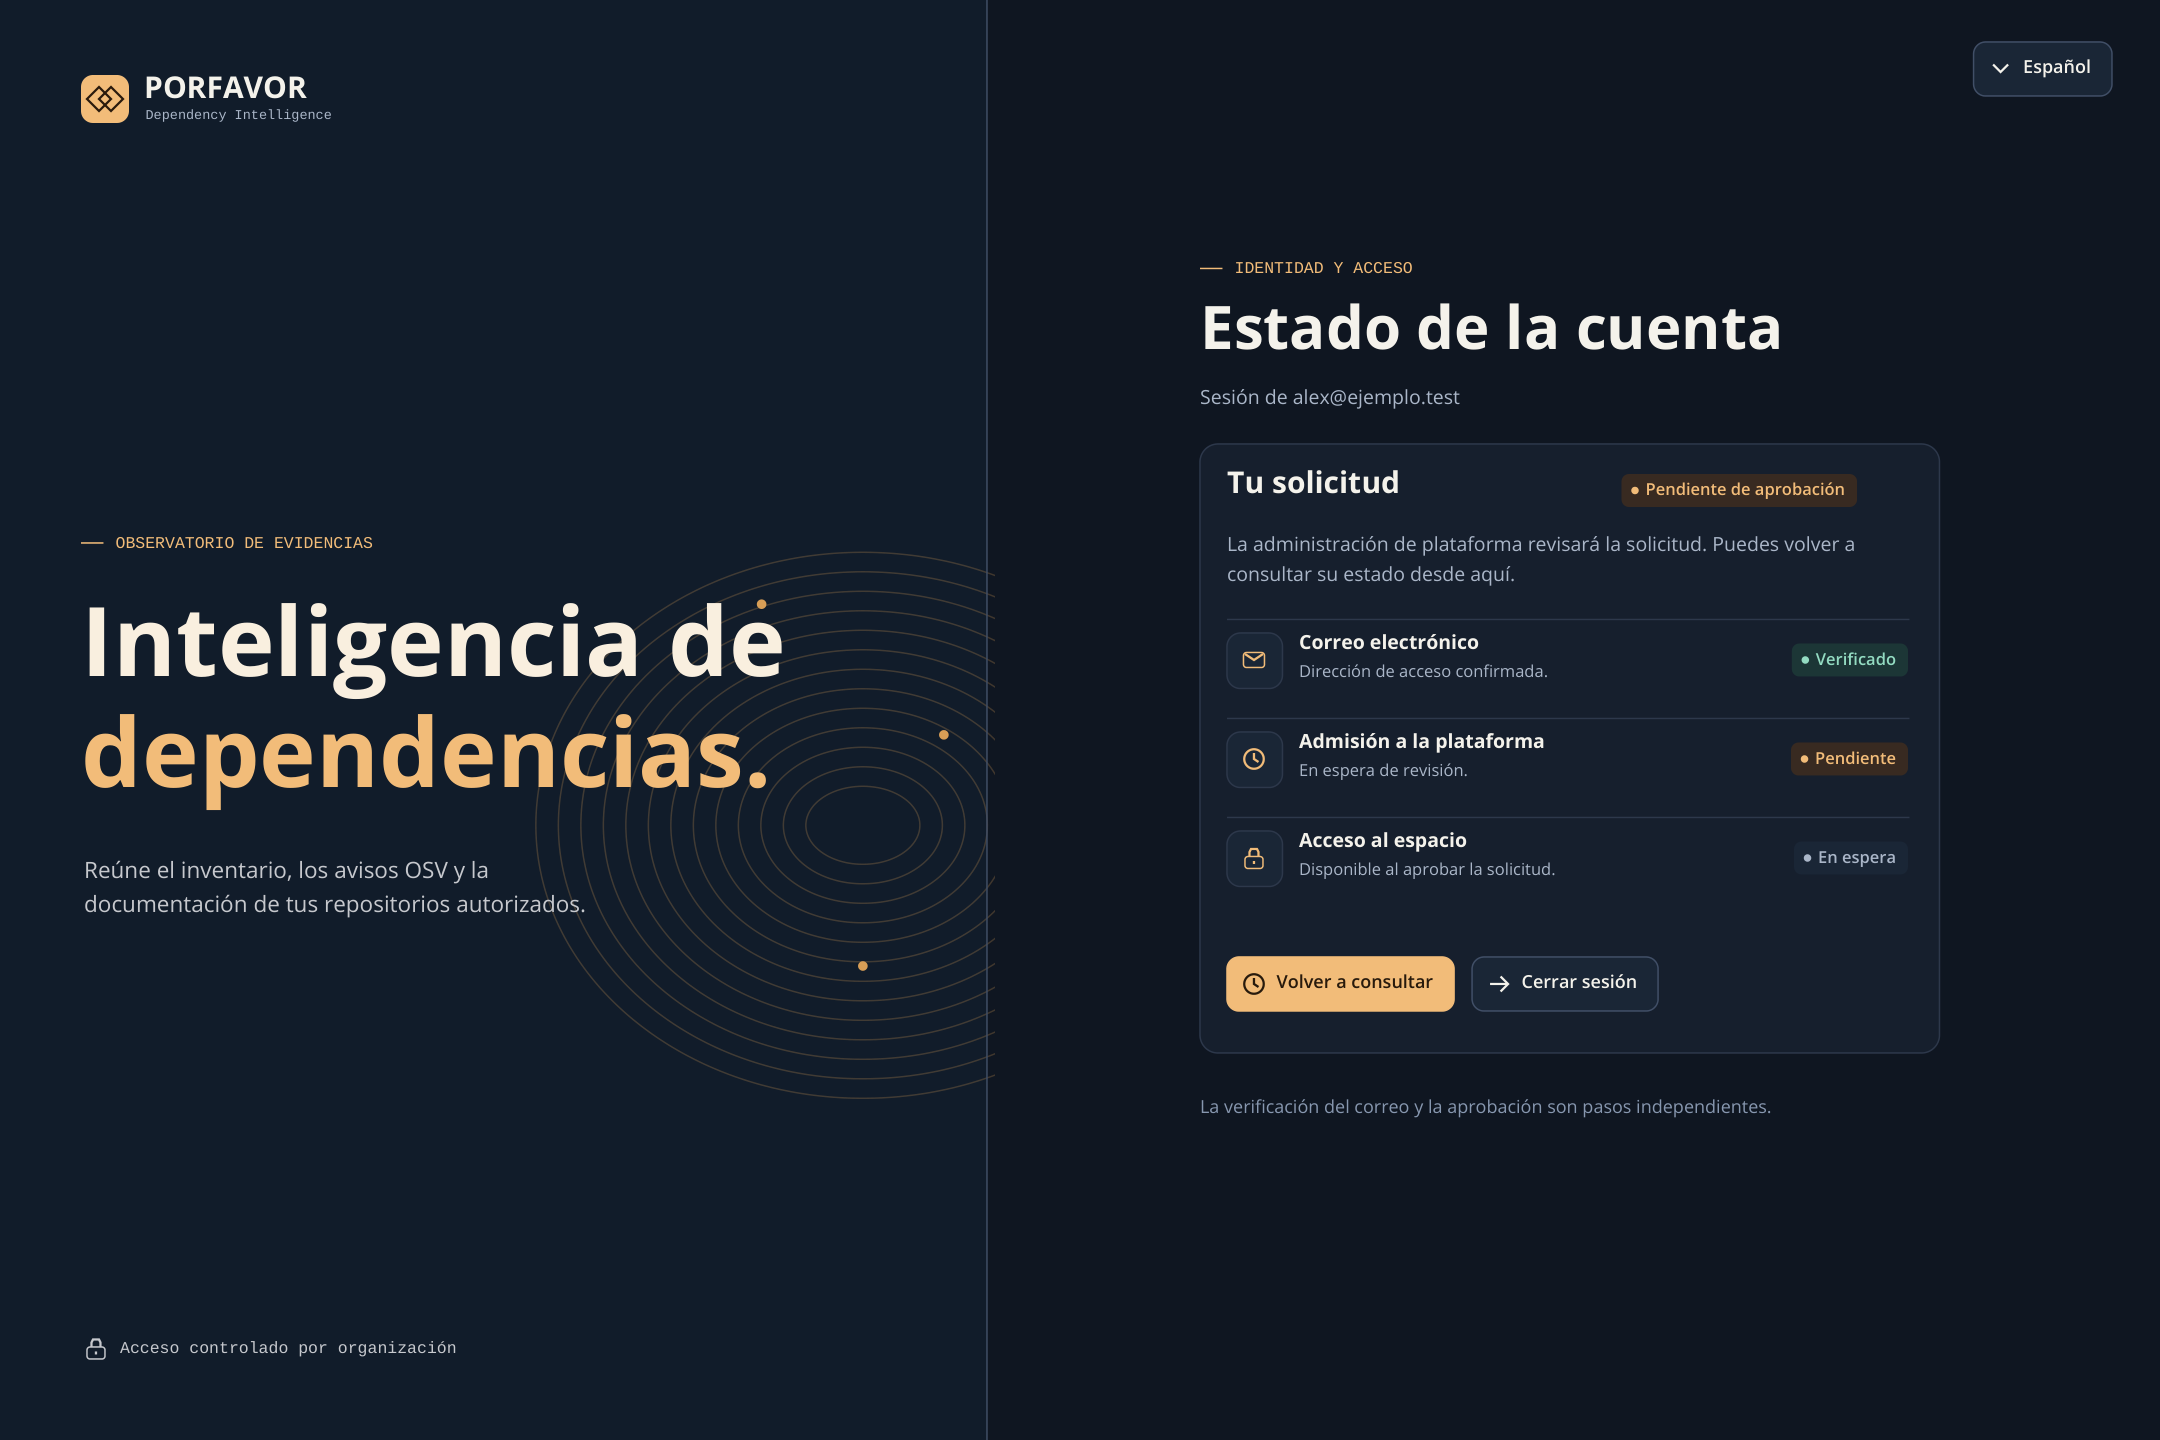 PORFAVOR
Dependency Intelligence
OBSERVATORIO DE EVIDENCIAS
Inteligencia de
dependencias.
Reúne el inventario, los avisos OSV y la
documentación de tus repositorios autorizados.
Acceso controlado por organización
Español
IDENTIDAD Y ACCESO
Estado de la cuenta
Sesión de alex@ejemplo.test
Tu solicitud
Pendiente de aprobación
La administración de plataforma revisará la solicitud. Puedes volver a
consultar su estado desde aquí.
Correo electrónico
Dirección de acceso confirmada.
Verificado
Admisión a la plataforma
En espera de revisión.
Pendiente
Acceso al espacio
Disponible al aprobar la solicitud.
En espera
Volver a consultar
Cerrar sesión
La verificación del correo y la aprobación son pasos independientes.